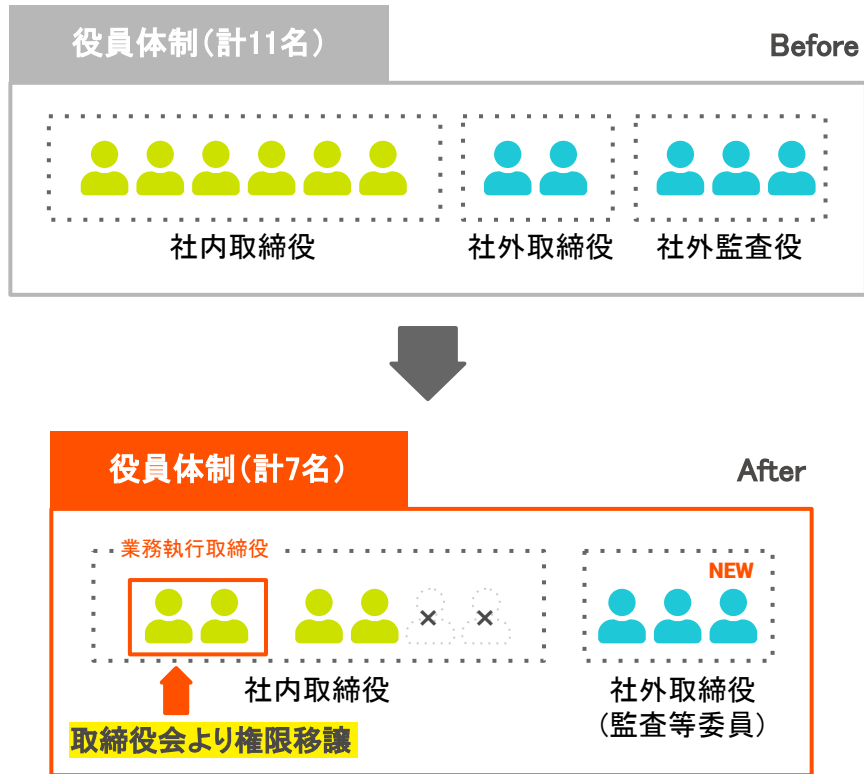 役員体制（計11名）
Before
社内取締役
社外取締役
社外監査役
役員体制（計7名）
After
業務執行取締役
NEW
社内取締役
社外取締役
（監査等委員）
取締役会より権限移譲